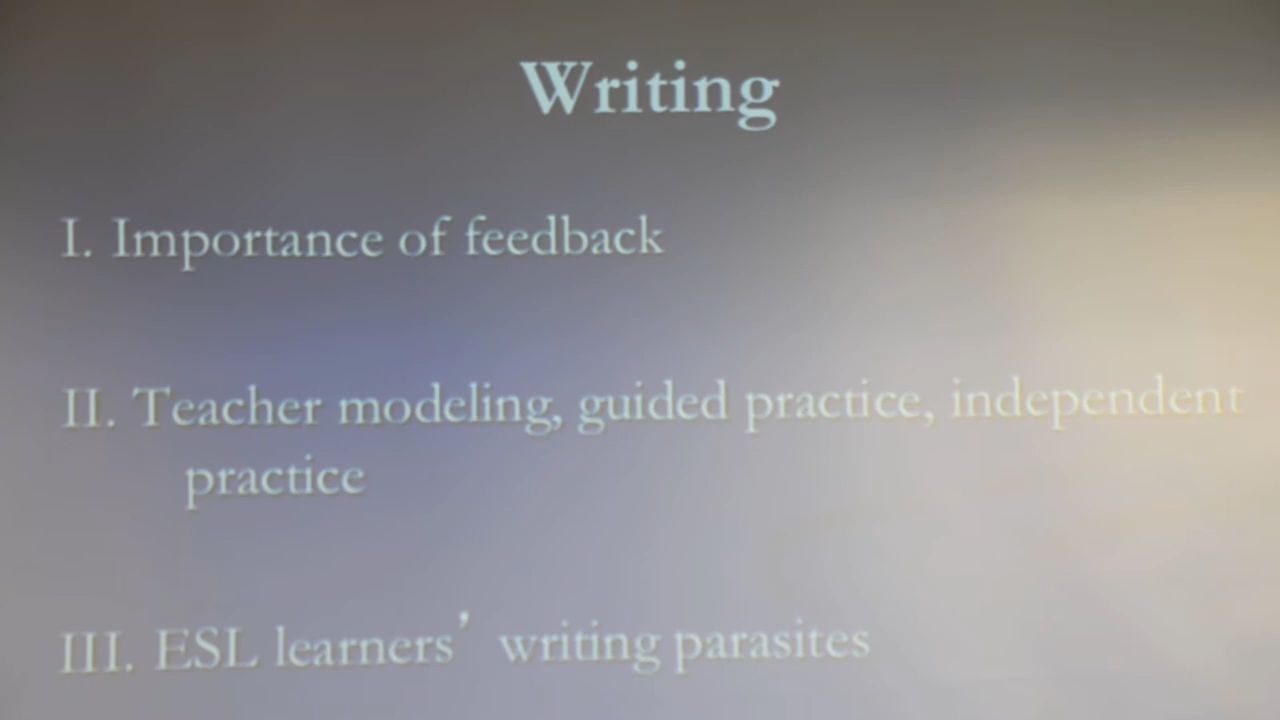 Writing
I. Importance of feedback
II. Teacher modeling, guided practice, independent
practice
III. ESL learners’ writing parasites